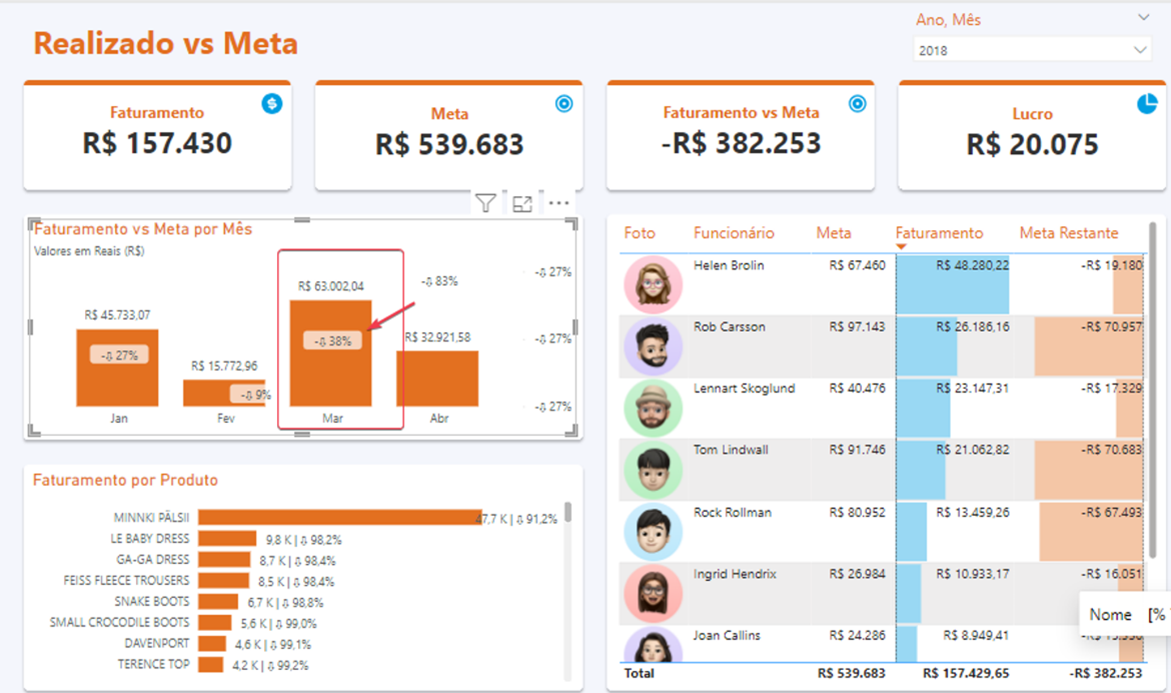 Realizado vs Meta
Ano, Mês
2018
Faturamento
R$ 157.430
Meta
R$ 539.683
Faturamento vs Meta
-R$ 382.253
Lucro
R$ 20.075
Faturamento vs Meta por Mês
Valores em Reais (R$)
R$ 45.733,07
-⇩ 27%
Jan
R$ 15.772,96
-⇩ 9%
Fev
R$ 63.002,04
-⇩ 38%
Mar
-⇩ 83%
R$ 32.921,58
Abr
-⇩ 27%
-⇩ 27%
-⇩ 27%
Faturamento por Produto
MINNKI PÄLSII 47,7 K | ⇩ 91,2%
LE BABY DRESS 9,8 K | ⇩ 98,2%
GA-GA DRESS 8,7 K | ⇩ 98,4%
FEISS FLEECE TROUSERS 8,5 K | ⇩ 98,4%
SNAKE BOOTS 6,7 K | ⇩ 98,8%
SMALL CROCODILE BOOTS 5,6 K | ⇩ 99,0%
DAVENPORT 4,6 K | ⇩ 99,1%
TERENCE TOP 4,2 K | ⇩ 99,2%
Foto Funcionário Meta Faturamento Meta Restante
Helen Brolin R$ 67.460 R$ 48.280,22 -R$ 19.180
Rob Carsson R$ 97.143 R$ 26.186,16 -R$ 70.957
Lennart Skoglund R$ 40.476 R$ 23.147,31 -R$ 17.329
Tom Lindwall R$ 91.746 R$ 21.062,82 -R$ 70.683
Rock Rollman R$ 80.952 R$ 13.459,26 -R$ 67.493
Ingrid Hendrix R$ 26.984 R$ 10.933,17 -R$ 16.051
Joan Callins R$ 24.286 R$ 8.949,41
Nome [%
Total R$ 539.683 R$ 157.429,65 -R$ 382.253